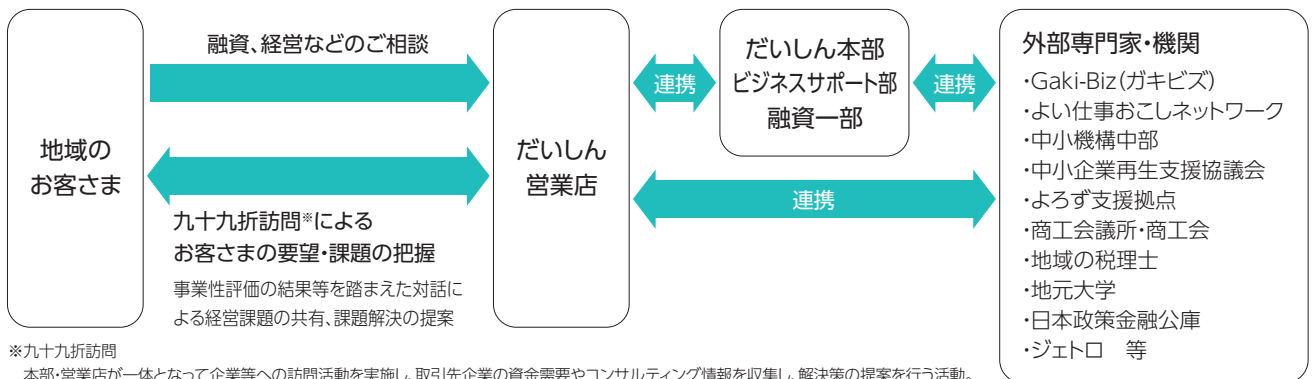 融資、経営などのご相談
地域の
お客さま
九十九折訪問※による
お客さまの要望・課題の把握
事業性評価の結果等を踏まえた対話に
よる経営課題の共有、課題解決の提案
だいしん
営業店
連携
だいしん本部
ビジネスサポート部
融資一部
連携
連携
外部専門家・機関
・Gaki-Biz(ガキビズ)
・よい仕事おこしネットワーク
・中小機構中部
・中小企業再生支援協議会
・よろず支援拠点
・商工会議所・商工会
・地域の税理士
・地元大学
・日本政策金融公庫
・ジェトロ 等
※九十九折訪問
本部・営業店が一体となって企業等への訪問活動を実施し、取引先企業の資金需要やコンサルティング情報を収集し、解決策の提案を行う活動。